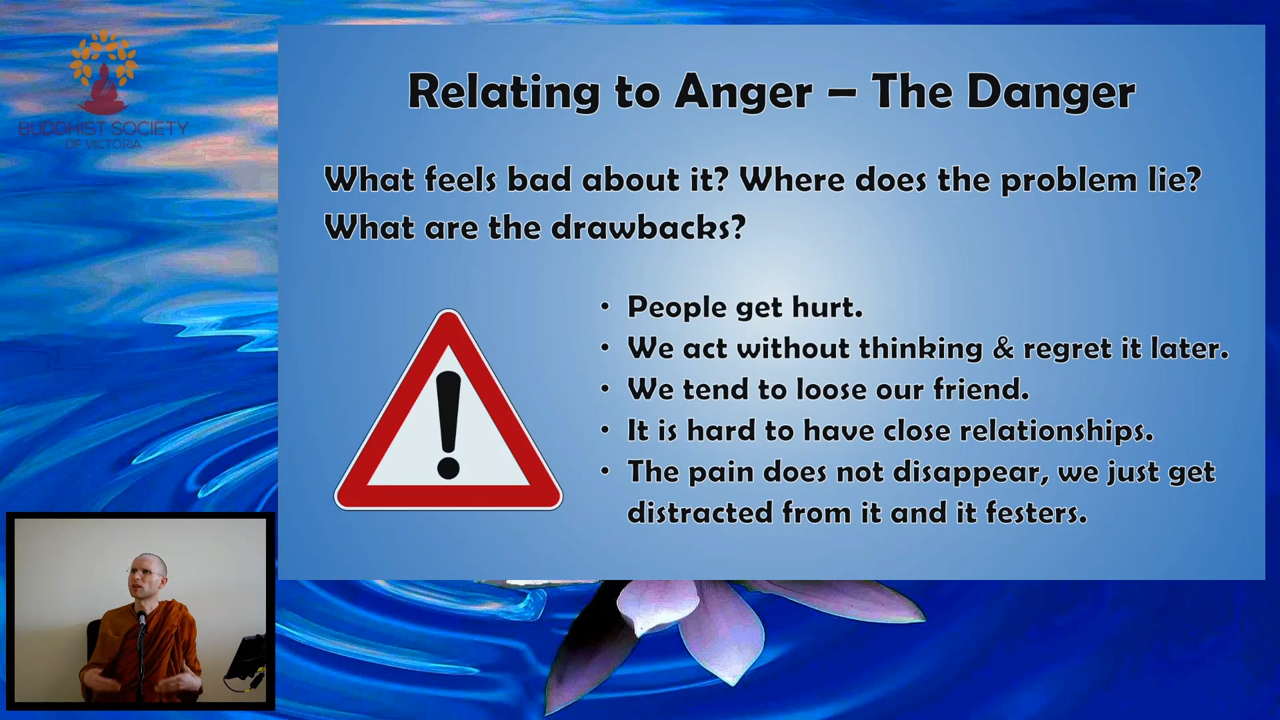 BUDDHIST SOCIETY
OF VICTORIA
Relating to Anger – The Danger
What feels bad about it? Where does the problem lie?
What are the drawbacks?
• People get hurt.
• We act without thinking & regret it later.
• We tend to loose our friend.
• It is hard to have close relationships.
• The pain does not disappear, we just get
distracted from it and it festers.